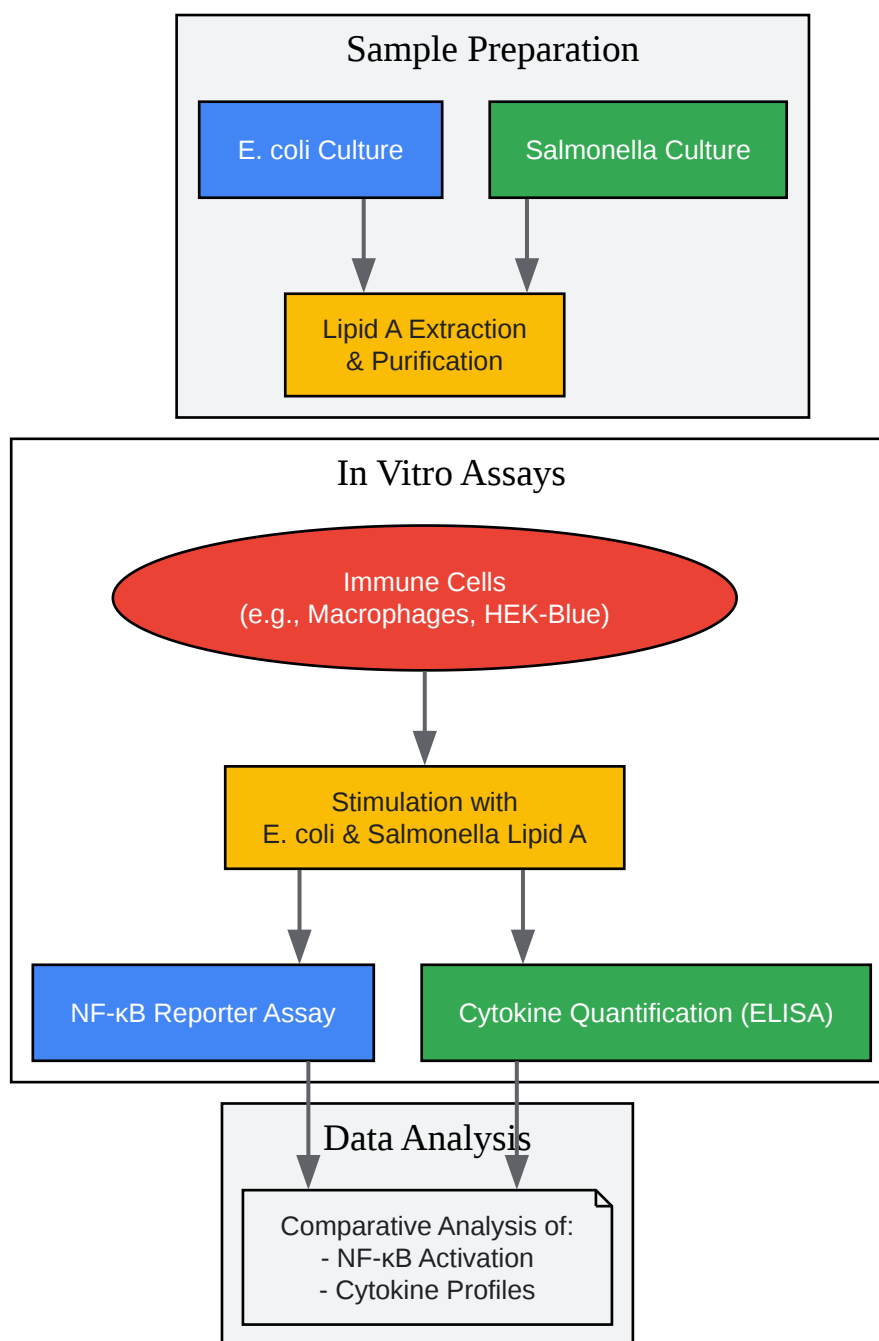 Sample Preparation
E. coli Culture
Salmonella Culture
Lipid A Extraction
& Purification
In Vitro Assays
Immune Cells
(e.g., Macrophages, HEK-Blue)
Stimulation with
E. coli & Salmonella Lipid A
NF-κB Reporter Assay
Cytokine Quantification (ELISA)
Data Analysis
Comparative Analysis of:
- NF-κB Activation
- Cytokine Profiles